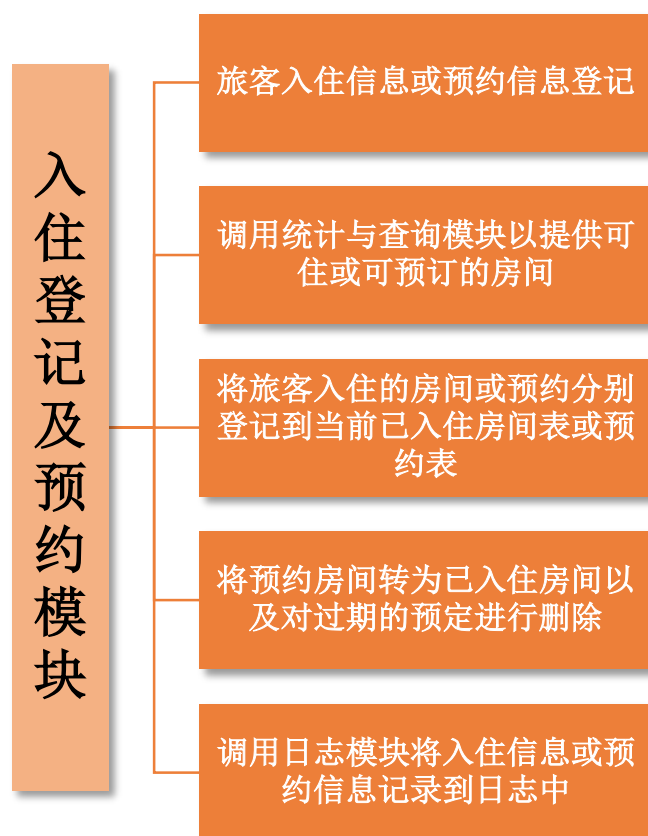 入住登记及预约模块
旅客入住信息或预约信息登记
调用统计与查询模块以提供可
住或可预订的房间
将旅客入住的房间或预约分别
登记到当前已入住房间表或预
约表
将预约房间转为已入住房间以
及对过期的预定进行删除
调用日志模块将入住信息或预
约信息记录到日志中